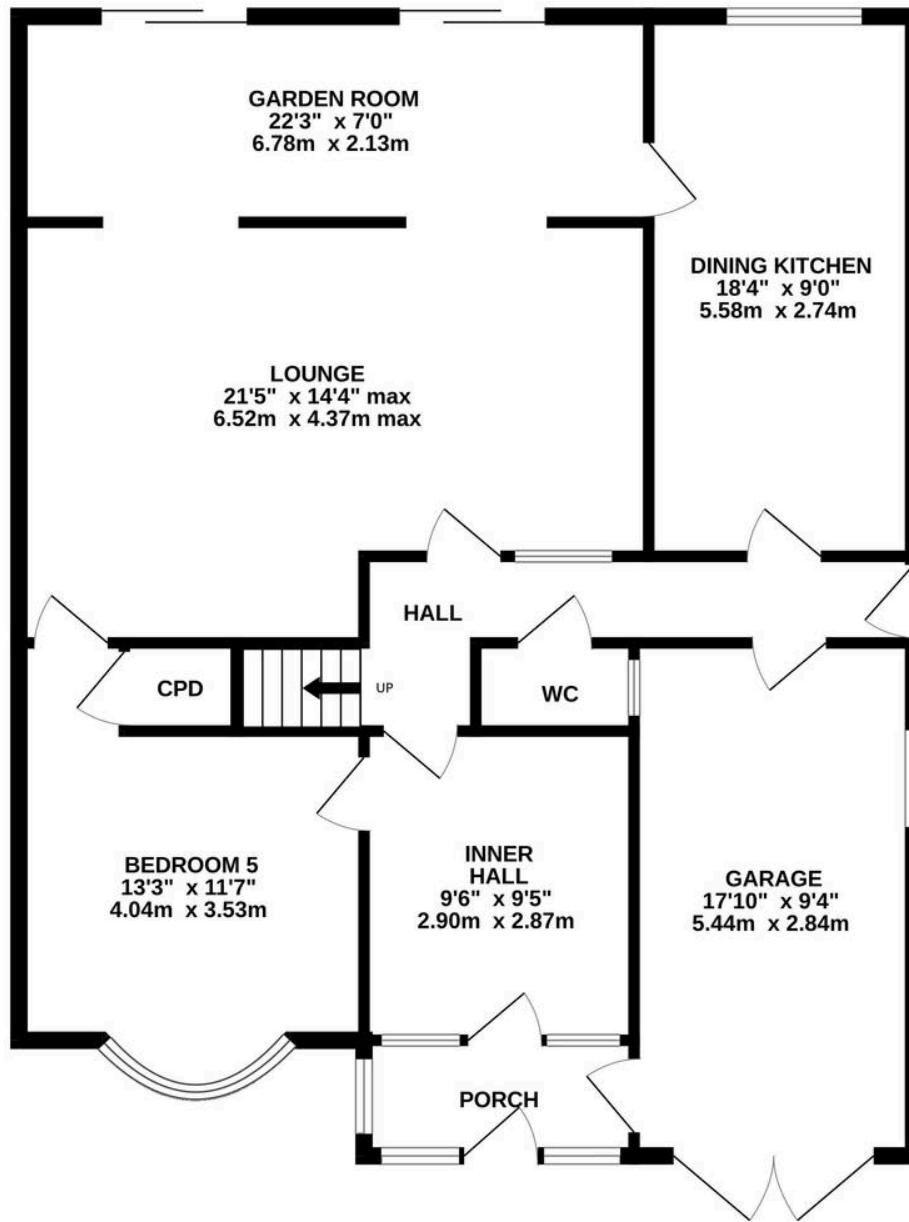 GARDEN ROOM
22'3" x 7'0"
6.78m x 2.13m
DINING KITCHEN
18'4" x 9'0"
5.58m x 2.74m
LOUNGE
21'5" x 14'4" max
6.52m x 4.37m max
HALL
CPD
UP
WC
BEDROOM 5
13'3" x 11'7"
4.04m x 3.53m
INNER
HALL
9'6" x 9'5"
2.90m x 2.87m
GARAGE
17'10" x 9'4"
5.44m x 2.84m
PORCH